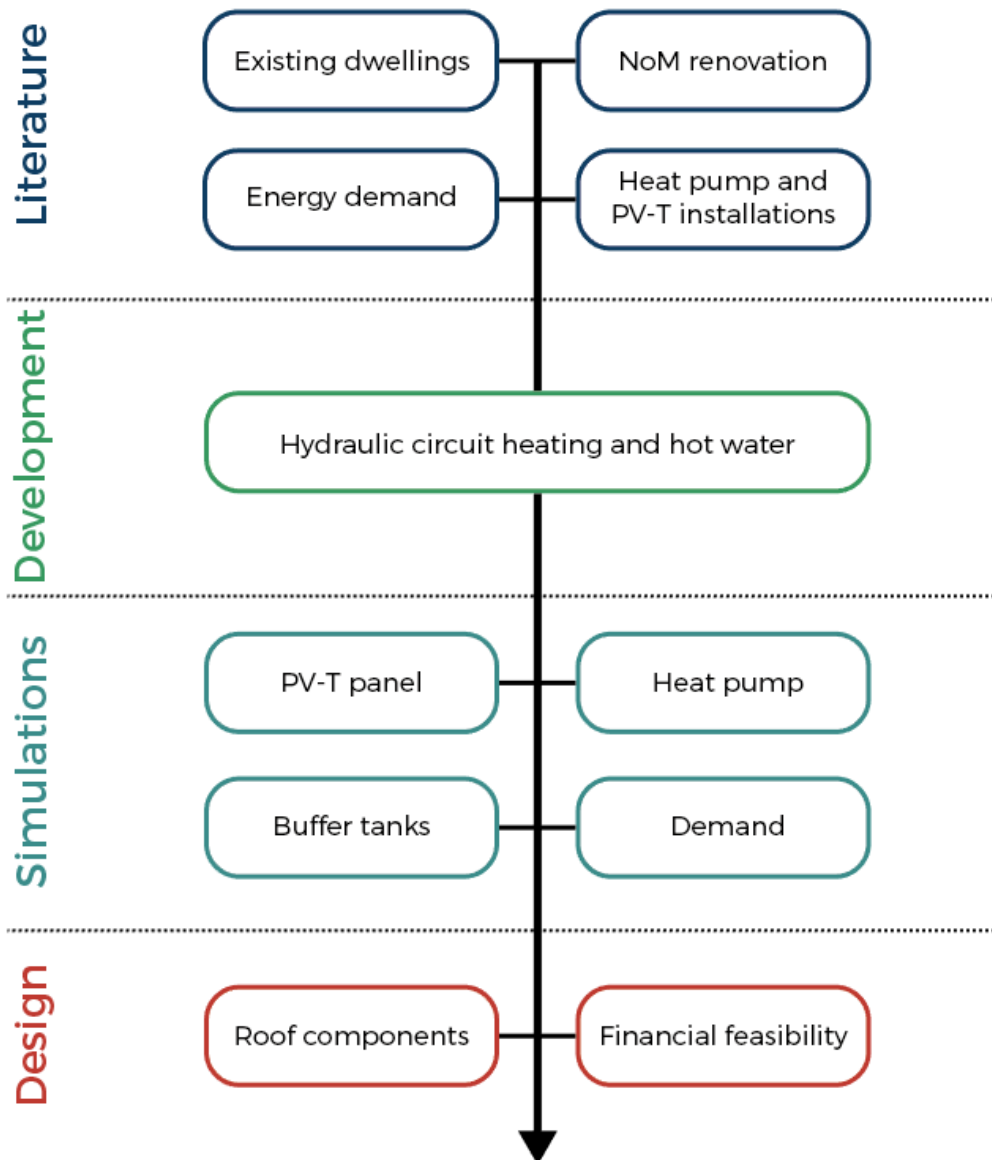 Literature
Existing dwellings
NoM renovation
Energy demand
Heat pump and
PV-T installations
Development
Hydraulic circuit heating and hot water
Simulations
PV-T panel
Heat pump
Buffer tanks
Demand
Design
Roof components
Financial feasibility